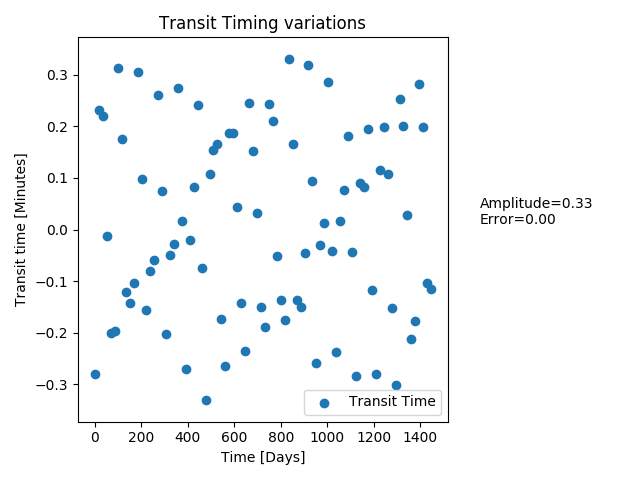 Transit Timing variations
0.3
0.2
0.1
0.0
−0.1
−0.2
−0.3
Transit time [Minutes]
Amplitude=0.33
Error=0.00
Transit Time
0
200
400
600
800
1000
1200
1400
Time [Days]